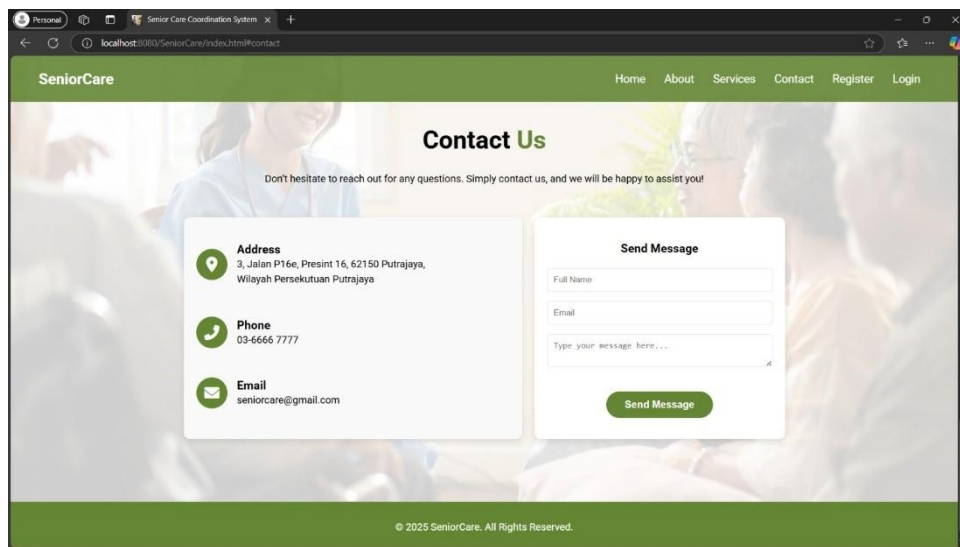 Personal
Senior Care Coordination System
localhost:8080/SeniorCare/index.html#contact
SeniorCare
Home About Services Contact Register Login
Contact Us
Don't hesitate to reach out for any questions. Simply contact us, and we will be happy to assist you!
Address
3, Jalan P16e, Presint 16, 62150 Putrajaya,
Wilayah Persekutuan Putrajaya
Phone
03-6666 7777
Email
seniorcare@gmail.com
Send Message
Full Name
Email
Type your message here...
Send Message
© 2025 SeniorCare. All Rights Reserved.